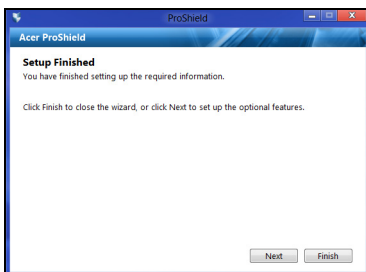 ProShield
Acer ProShield
Setup Finished
You have finished setting up the required information.
Click Finish to close the wizard, or click Next to set up the optional features.
Next Finish